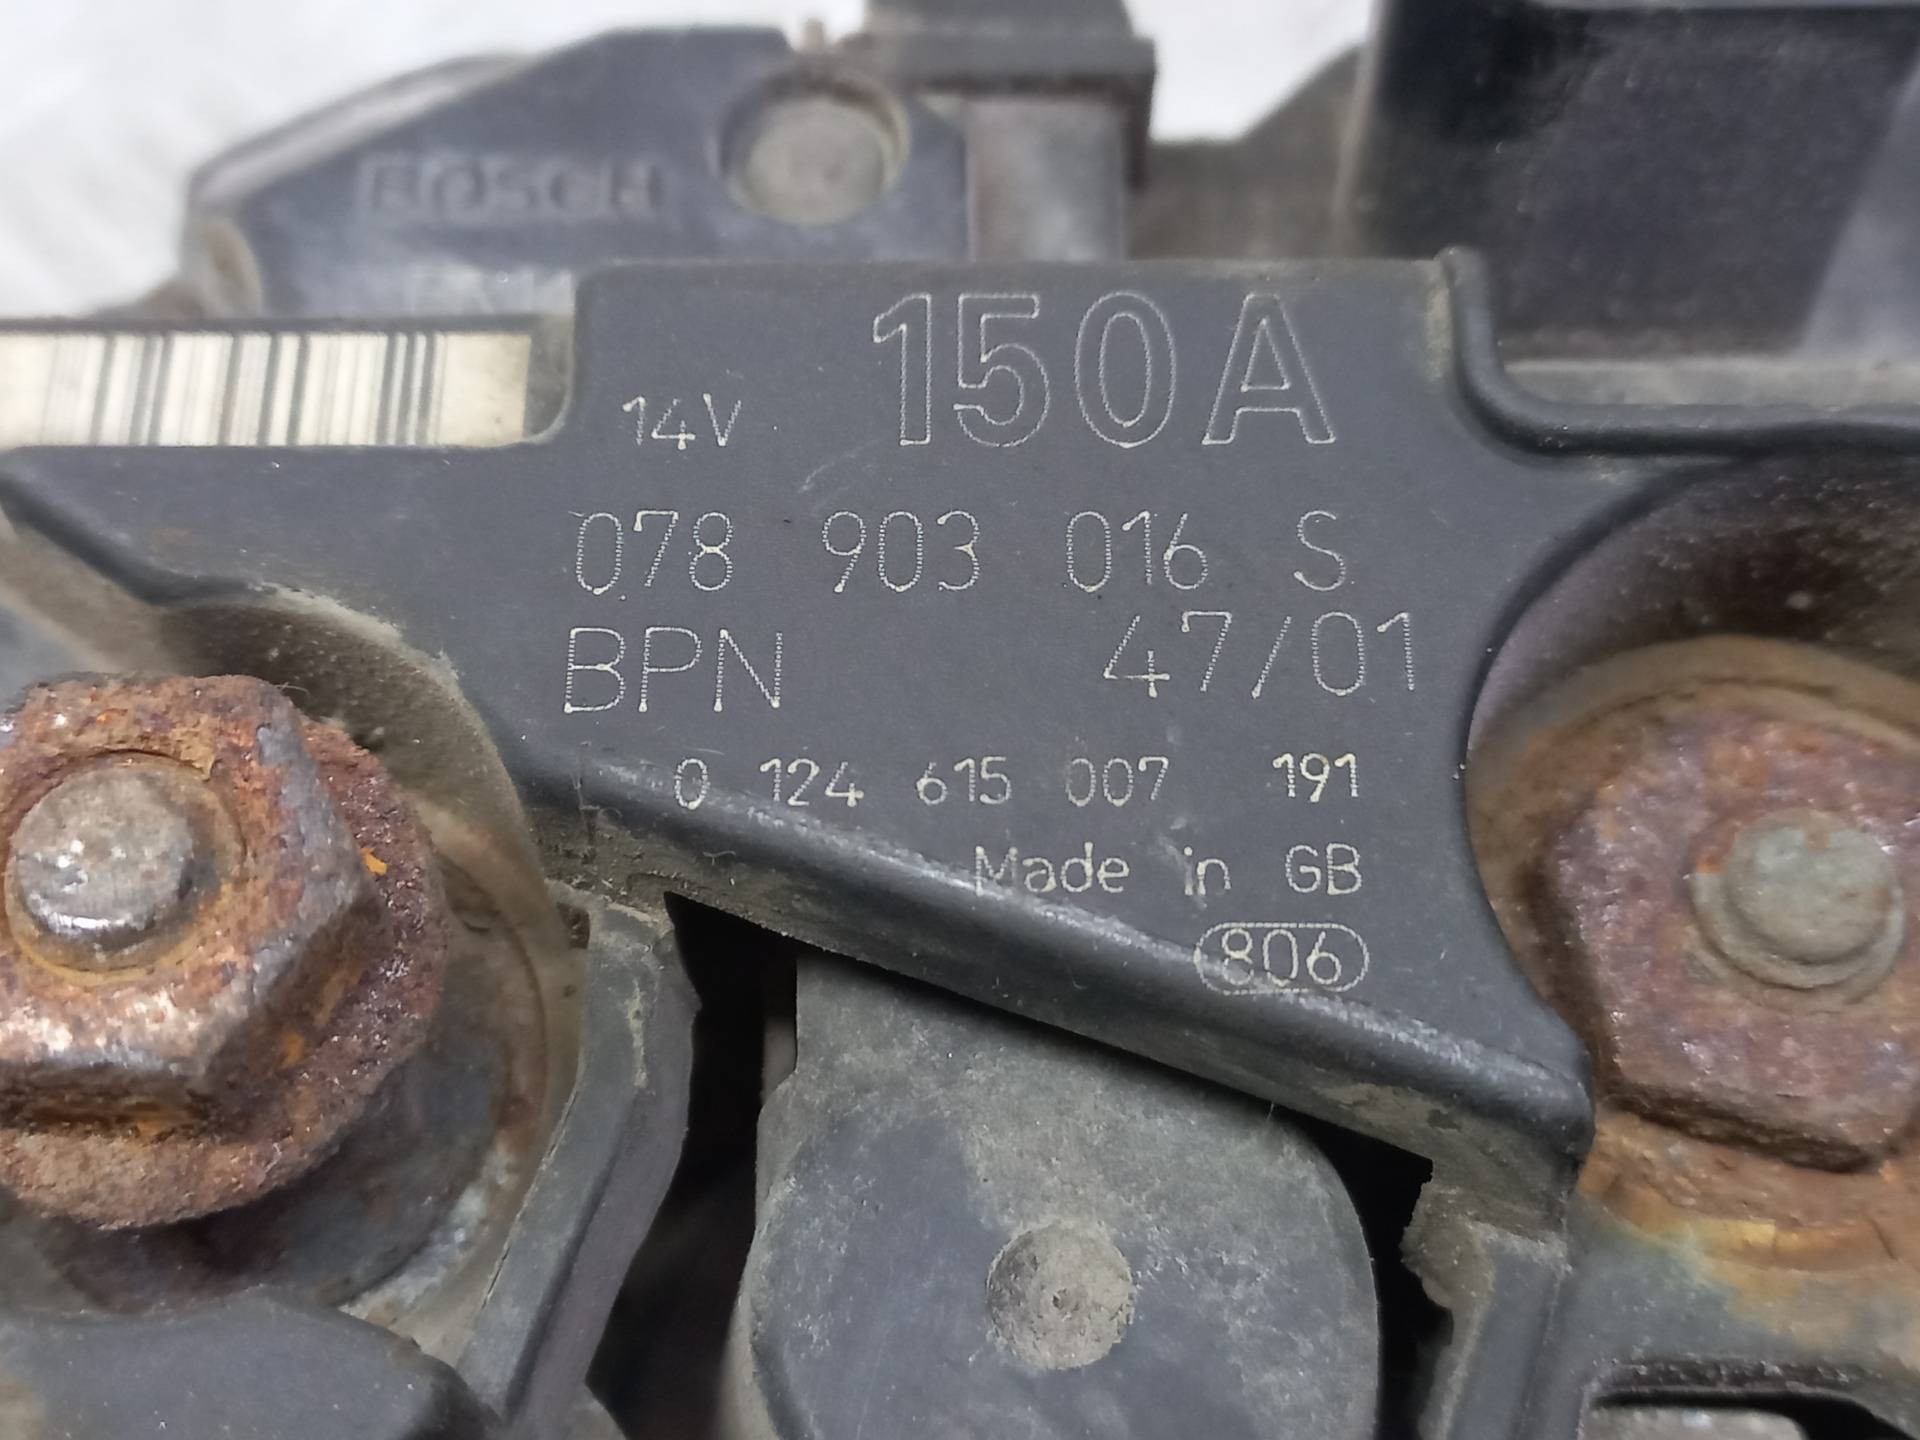 BOSCH
14V 150A
078 903 016 S
BPN 47/01
0 124 615 007 191
Made in GB
806